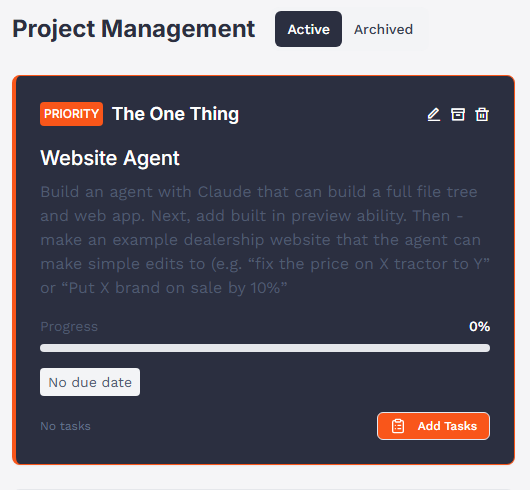 Project Management
Active
Archived
PRIORITY The One Thing
Website Agent
Build an agent with Claude that can build a full file tree
and web app. Next, add built in preview ability. Then -
make an example dealership website that the agent can
make simple edits to (e.g. “fix the price on X tractor to Y”
or “Put X brand on sale by 10%”
Progress
0%
No due date
No tasks
Add Tasks